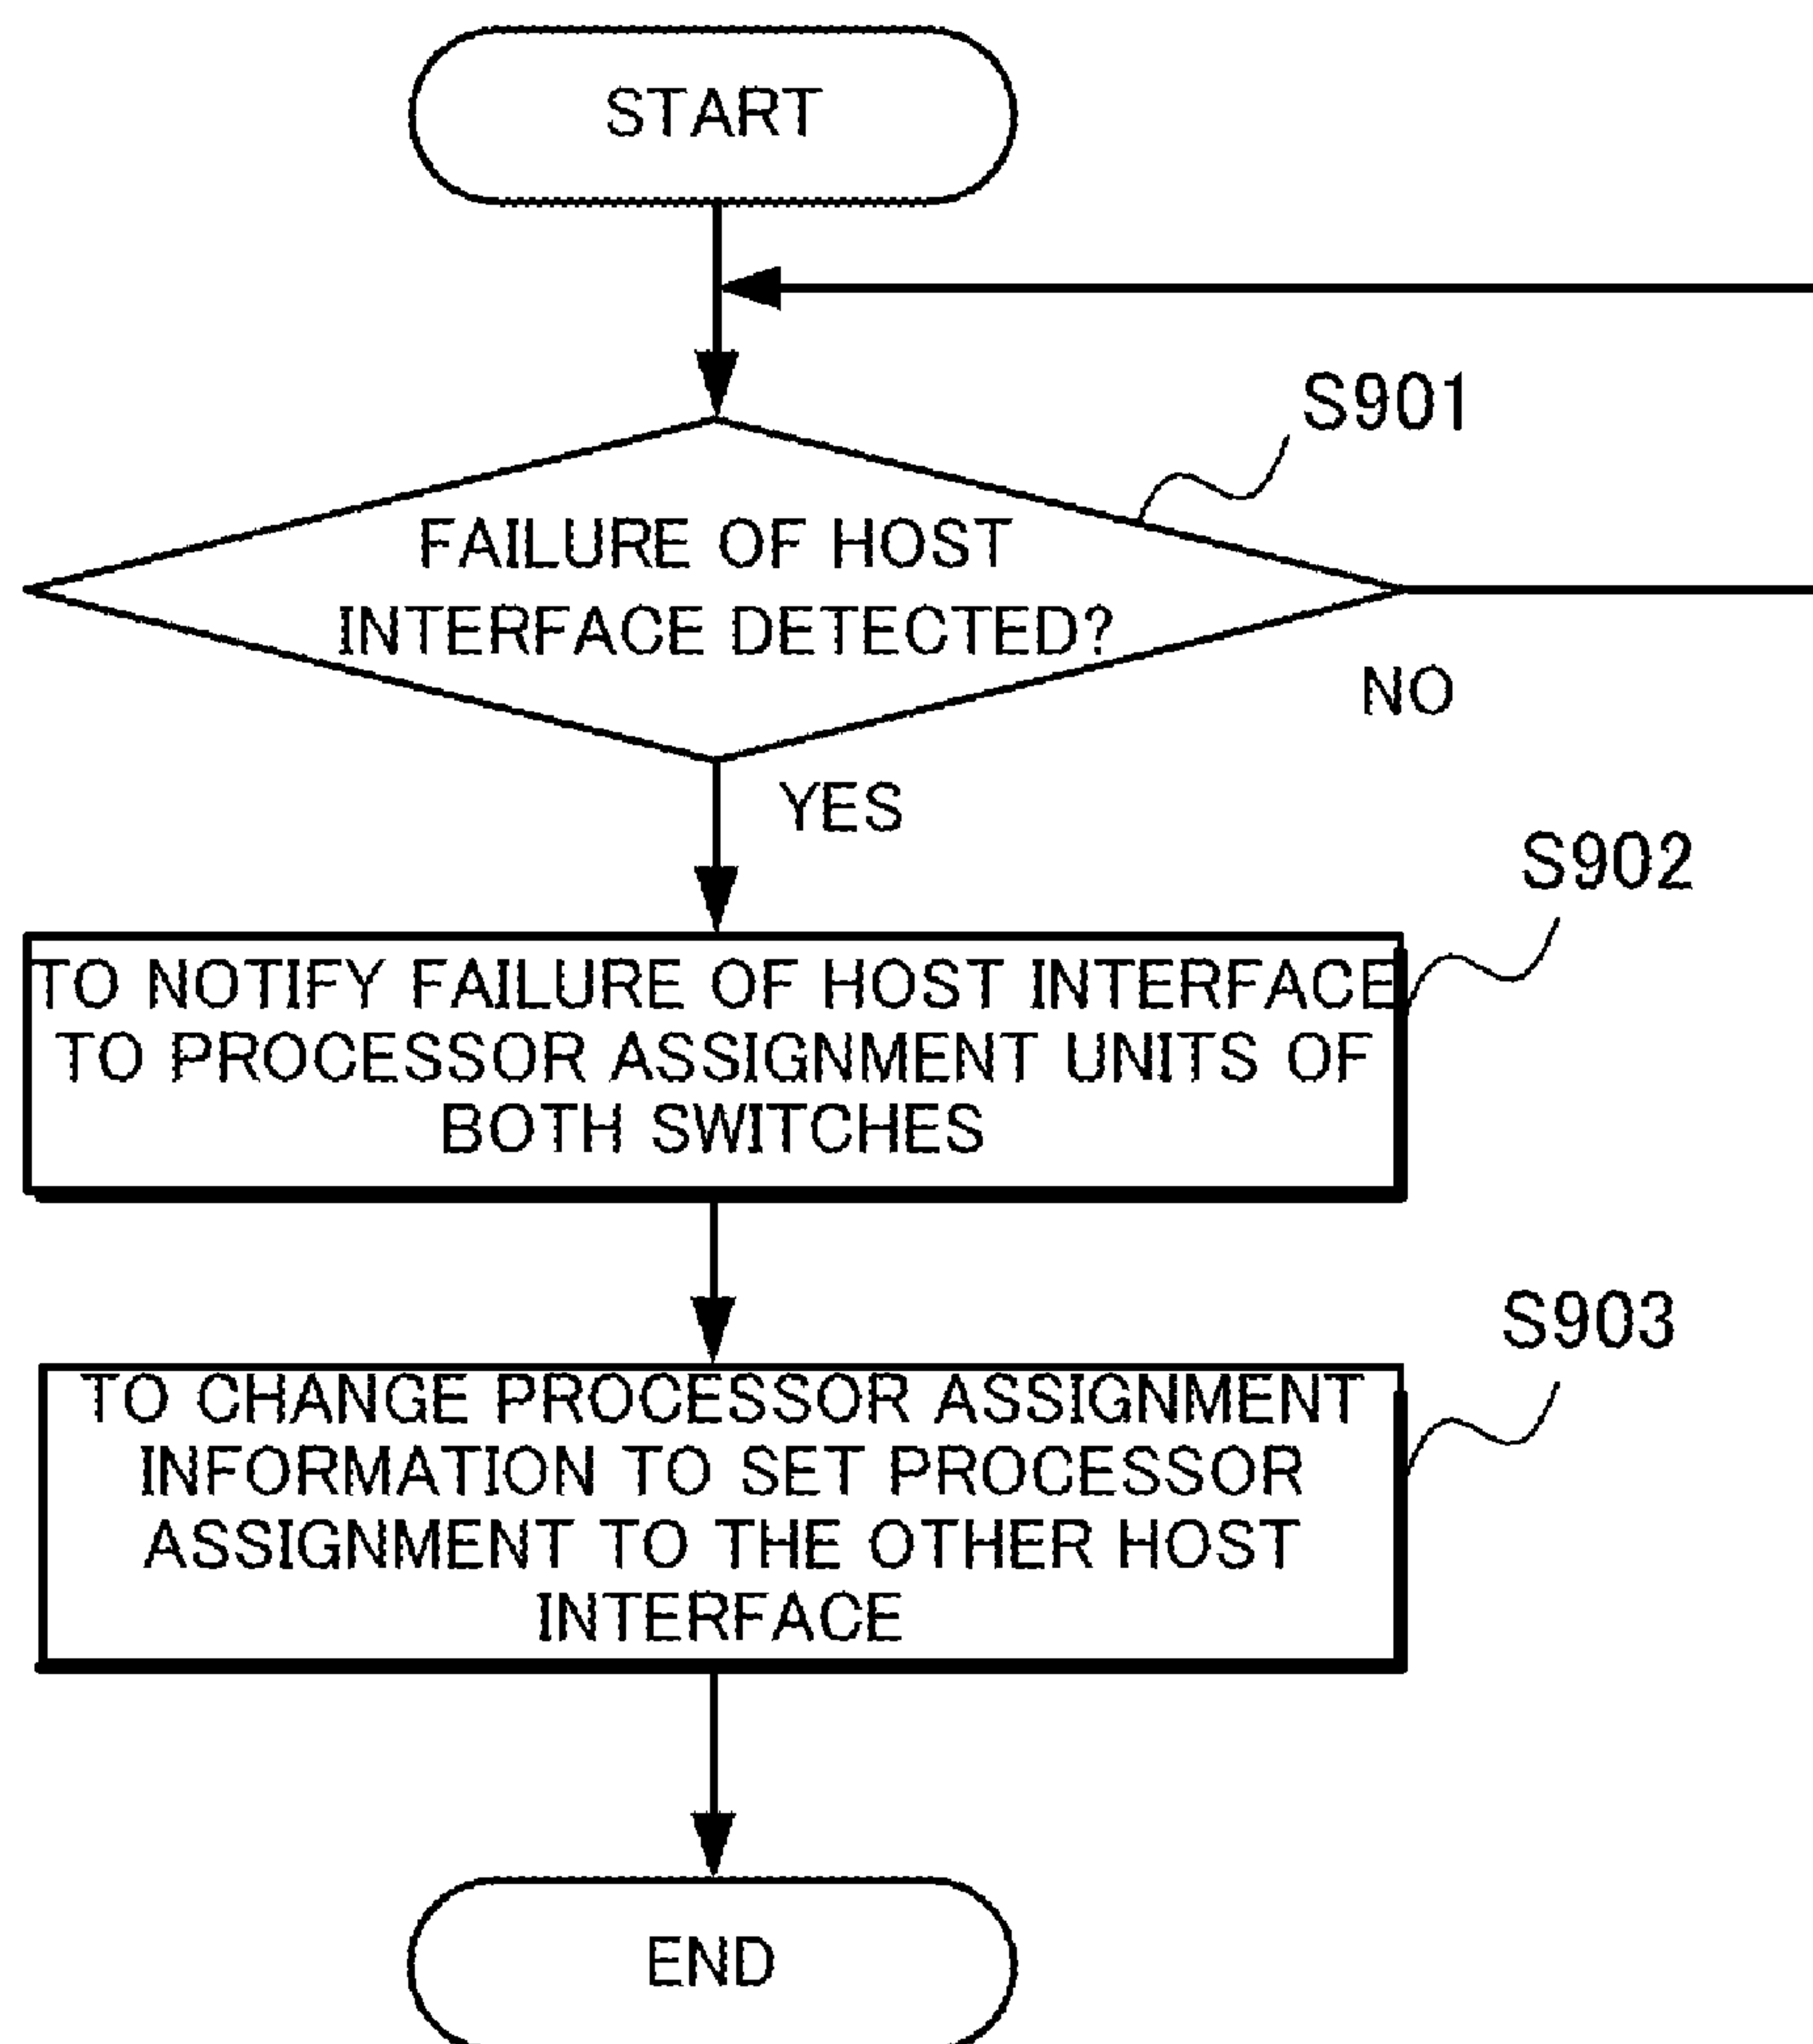 START
S901
FAILURE OF HOST
INTERFACE DETECTED?
NO
YES
S902
TO NOTIFY FAILURE OF HOST INTERFACE
TO PROCESSOR ASSIGNMENT UNITS OF
BOTH SWITCHES
S903
TO CHANGE PROCESSOR ASSIGNMENT
INFORMATION TO SET PROCESSOR
ASSIGNMENT TO THE OTHER HOST
INTERFACE
END